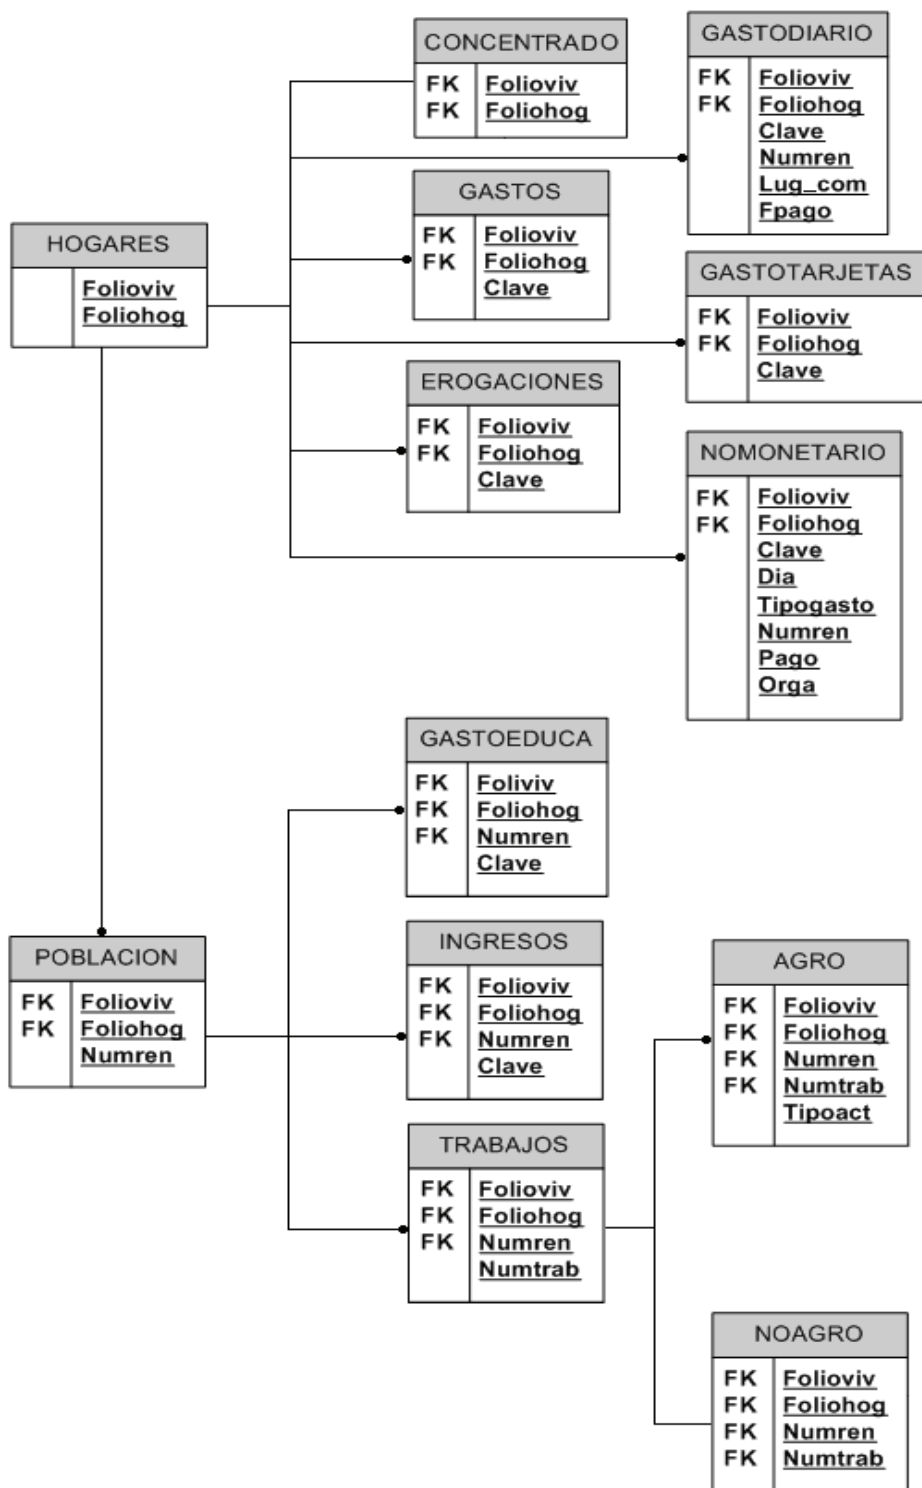 CONCENTRADO
FK Folioviv
FK Foliohog
GASTODIARIO
FK Folioviv
FK Foliohog
Clave
Numren
Lug_com
Fpago
GASTOS
FK Folioviv
FK Foliohog
Clave
HOGARES
Folioviv
Foliohog
GASTOTARJETAS
FK Folioviv
FK Foliohog
Clave
EROGACIONES
FK Folioviv
FK Foliohog
Clave
NOMONETARIO
FK Folioviv
FK Foliohog
Clave
Dia
Tipogasto
Numren
Pago
Orga
GASTOEDUCA
FK Foliviv
FK Foliohog
FK Numren
Clave
POBLACION
FK Folioviv
FK Foliohog
Numren
INGRESOS
FK Folioviv
FK Foliohog
FK Numren
Clave
AGRO
FK Folioviv
FK Foliohog
FK Numren
FK Numtrab
Tipoact
TRABAJOS
FK Folioviv
FK Foliohog
FK Numren
Numtrab
NOAGRO
FK Folioviv
FK Foliohog
FK Numren
FK Numtrab